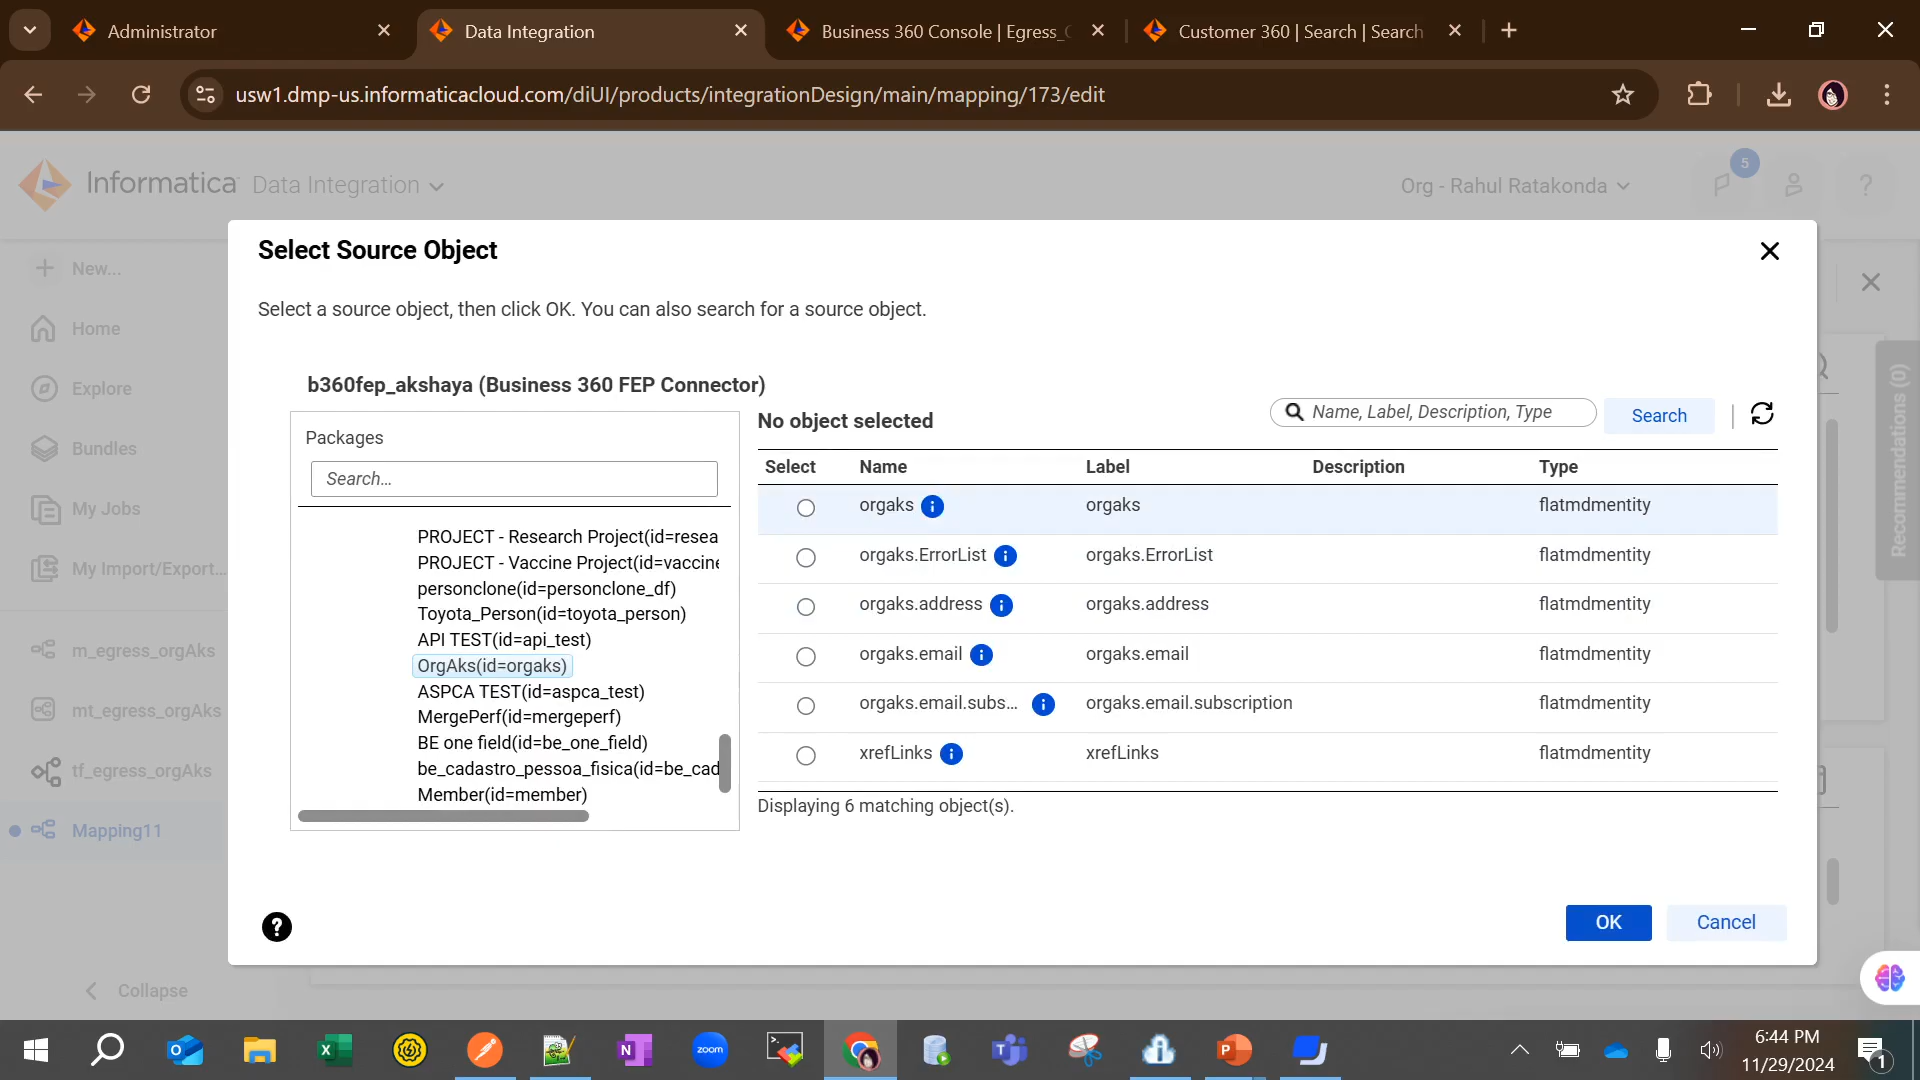 Administrator
Data Integration
Business 360 Console | Egress_
Customer 360 | Search | Search
usw1.dmp-us.informaticacloud.com/diUI/products/integrationDesign/main/mapping/173/edit
Informatica Data Integration
Org - Rahul Ratakonda
5
?
New...
Home
Explore
Bundles
My Jobs
My Import/Export...
m_egress_orgAks
mt_egress_orgAks
tf_egress_orgAks
Mapping11
Collapse
Recommendations (0)
Select Source Object
Select a source object, then click OK. You can also search for a source object.
b360fep_akshaya (Business 360 FEP Connector)
Packages
Search...
PROJECT - Research Project(id=resea
PROJECT - Vaccine Project(id=vaccine
personclone(id=personclone_df)
Toyota_Person(id=toyota_person)
API TEST(id=api_test)
OrgAks(id=orgaks)
ASPCA TEST(id=aspca_test)
MergePerf(id=mergeperf)
BE one field(id=be_one_field)
be_cadastro_pessoa_fisica(id=be_cad
Member(id=member)
No object selected
Name, Label, Description, Type
Search
Select Name Label Description Type
orgaks orgaks flatmdmentity
orgaks.ErrorList orgaks.ErrorList flatmdmentity
orgaks.address orgaks.address flatmdmentity
orgaks.email orgaks.email flatmdmentity
orgaks.email.subs... orgaks.email.subscription flatmdmentity
xrefLinks xrefLinks flatmdmentity
Displaying 6 matching object(s).
?
OK
Cancel
zoom
6:44 PM
11/29/2024
1